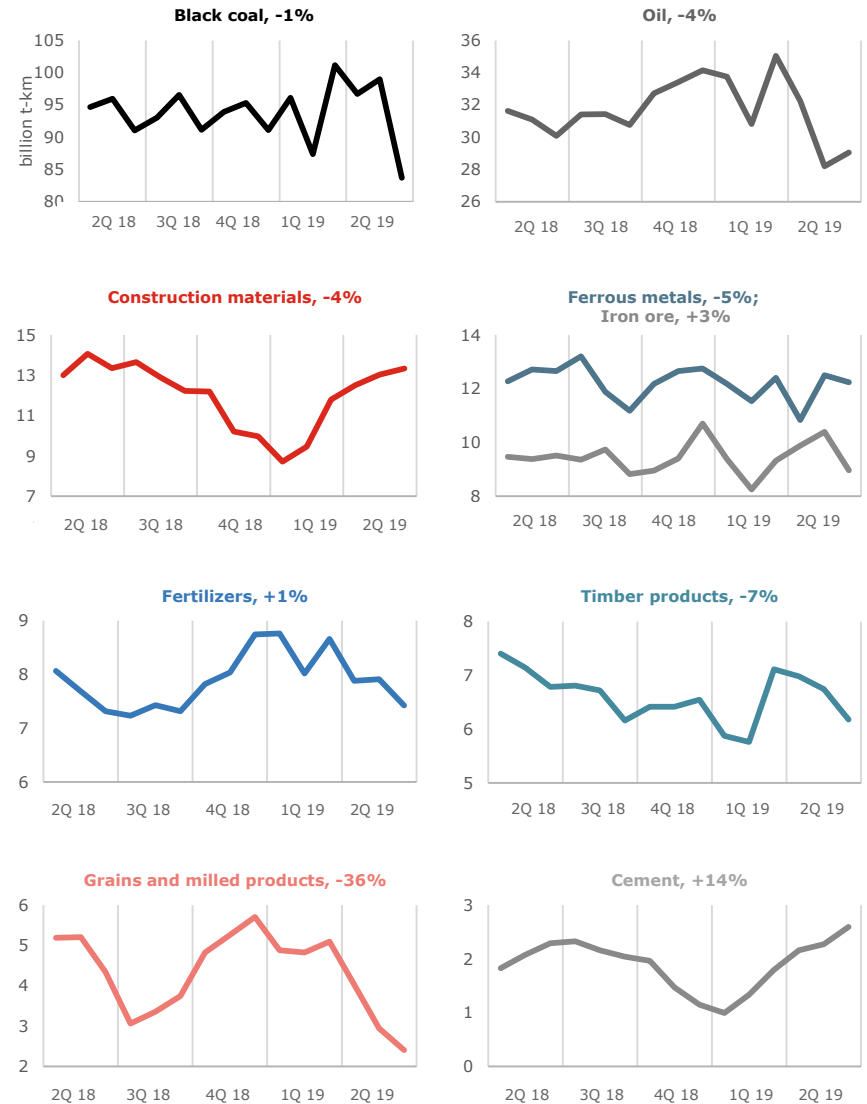 Black coal, -1%
105
100
95
90
85
80
billion t-km
2Q 18 3Q 18 4Q 18 1Q 19 2Q 19
Oil, -4%
36
34
32
30
28
26
2Q 18 3Q 18 4Q 18 1Q 19 2Q 19
Construction materials, -4%
15
13
11
9
7
2Q 18 3Q 18 4Q 18 1Q 19 2Q 19
Ferrous metals, -5%;
Iron ore, +3%
14
12
10
8
2Q 18 3Q 18 4Q 18 1Q 19 2Q 19
Fertilizers, +1%
9
8
7
6
2Q 18 3Q 18 4Q 18 1Q 19 2Q 19
Timber products, -7%
8
7
6
5
2Q 18 3Q 18 4Q 18 1Q 19 2Q 19
Grains and milled products, -36%
6
5
4
3
2
2Q 18 3Q 18 4Q 18 1Q 19 2Q 19
Cement, +14%
3
2
1
0
2Q 18 3Q 18 4Q 18 1Q 19 2Q 19